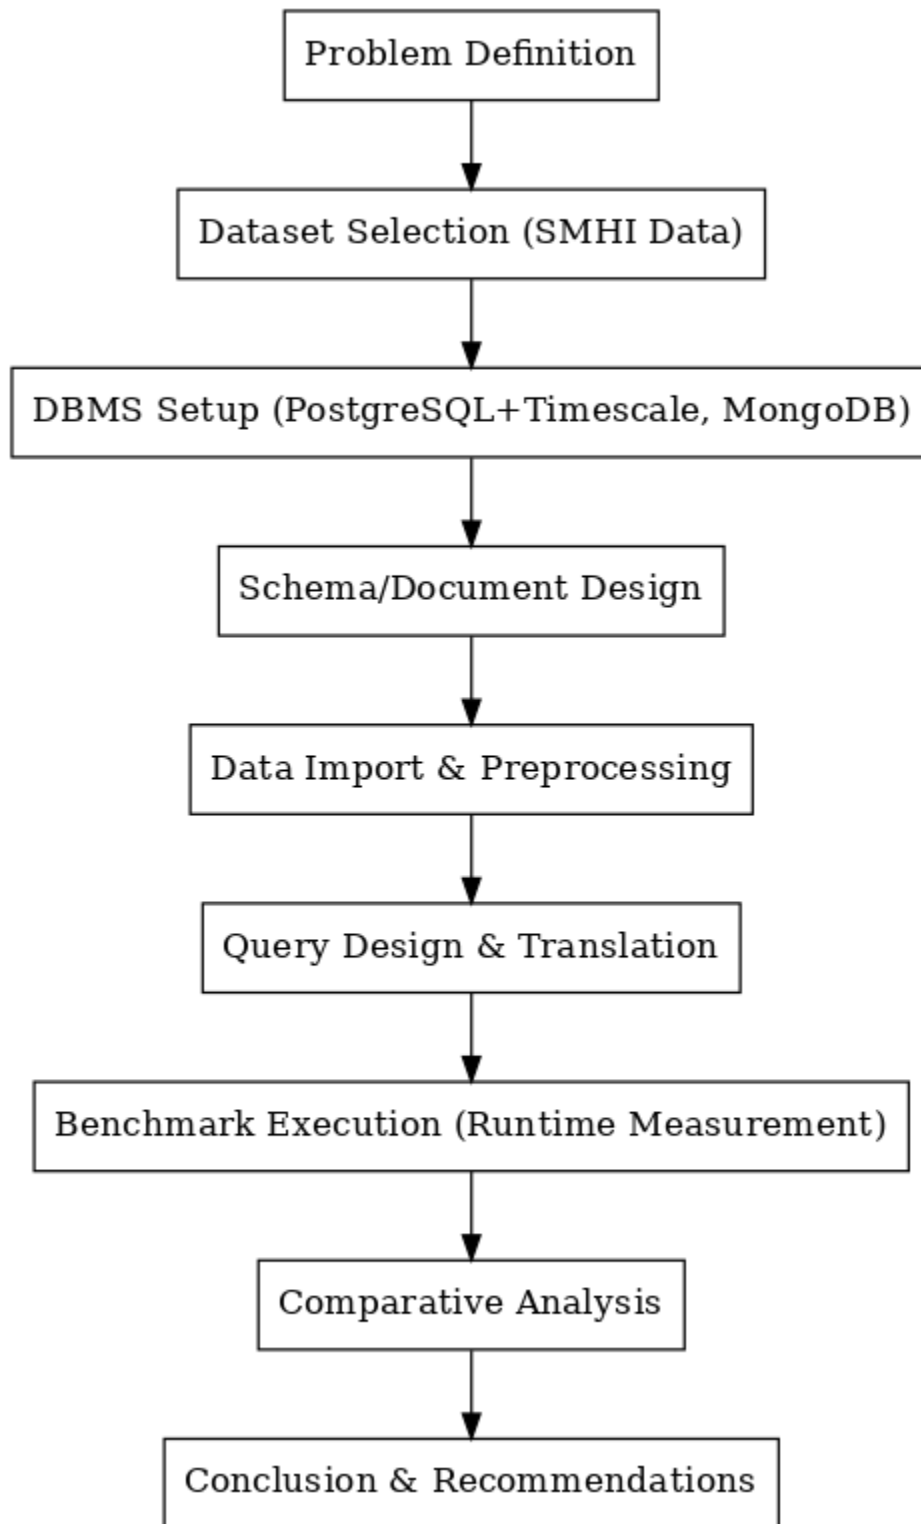 Problem Definition
Dataset Selection (SMHI Data)
DBMS Setup (PostgreSQL+Timescale, MongoDB)
Schema/Document Design
Data Import & Preprocessing
Query Design & Translation
Benchmark Execution (Runtime Measurement)
Comparative Analysis
Conclusion & Recommendations